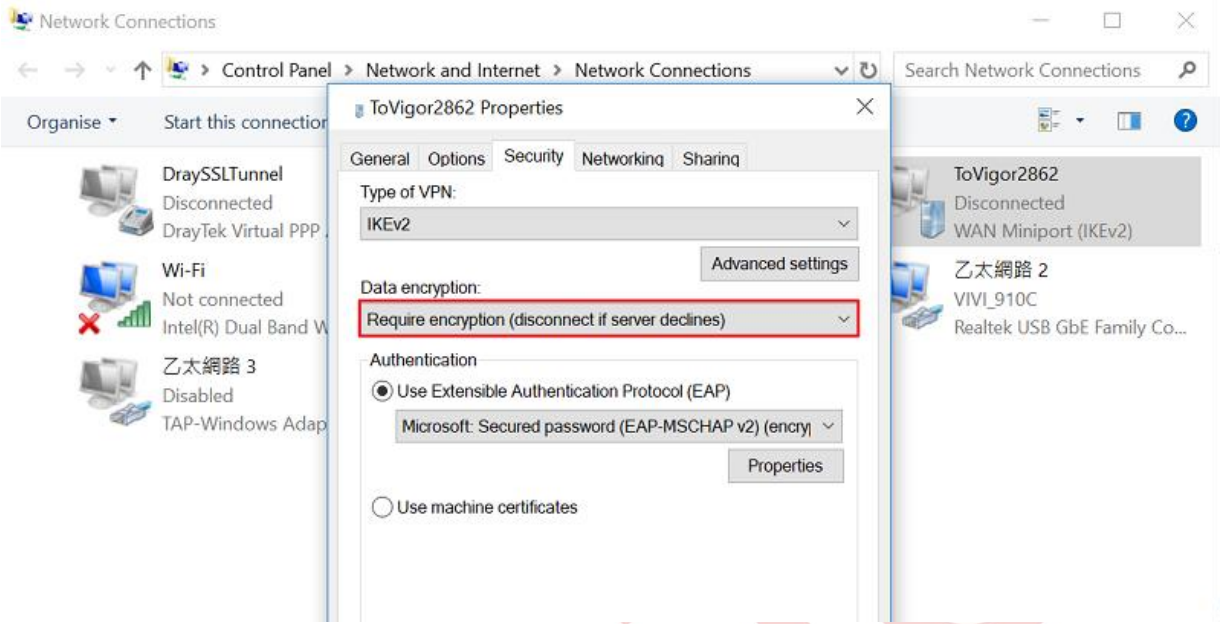 Network Connections
Control Panel > Network and Internet > Network Connections
Search Network Connections
Organise
Start this connection
ToVigor2862 Properties
General Options Security Networking Sharing
Type of VPN:
IKEv2
Advanced settings
Data encryption:
Require encryption (disconnect if server declines)
Authentication
Use Extensible Authentication Protocol (EAP)
Microsoft: Secured password (EAP-MSCHAP v2) (encry
Properties
Use machine certificates
DraySSLTunnel
Disconnected
DrayTek Virtual PPP
Wi-Fi
Not connected
Intel(R) Dual Band W
乙太網路 3
Disabled
TAP-Windows Adap
ToVigor2862
Disconnected
WAN Miniport (IKEv2)
乙太網路 2
VIVI_910C
Realtek USB GbE Family Co...